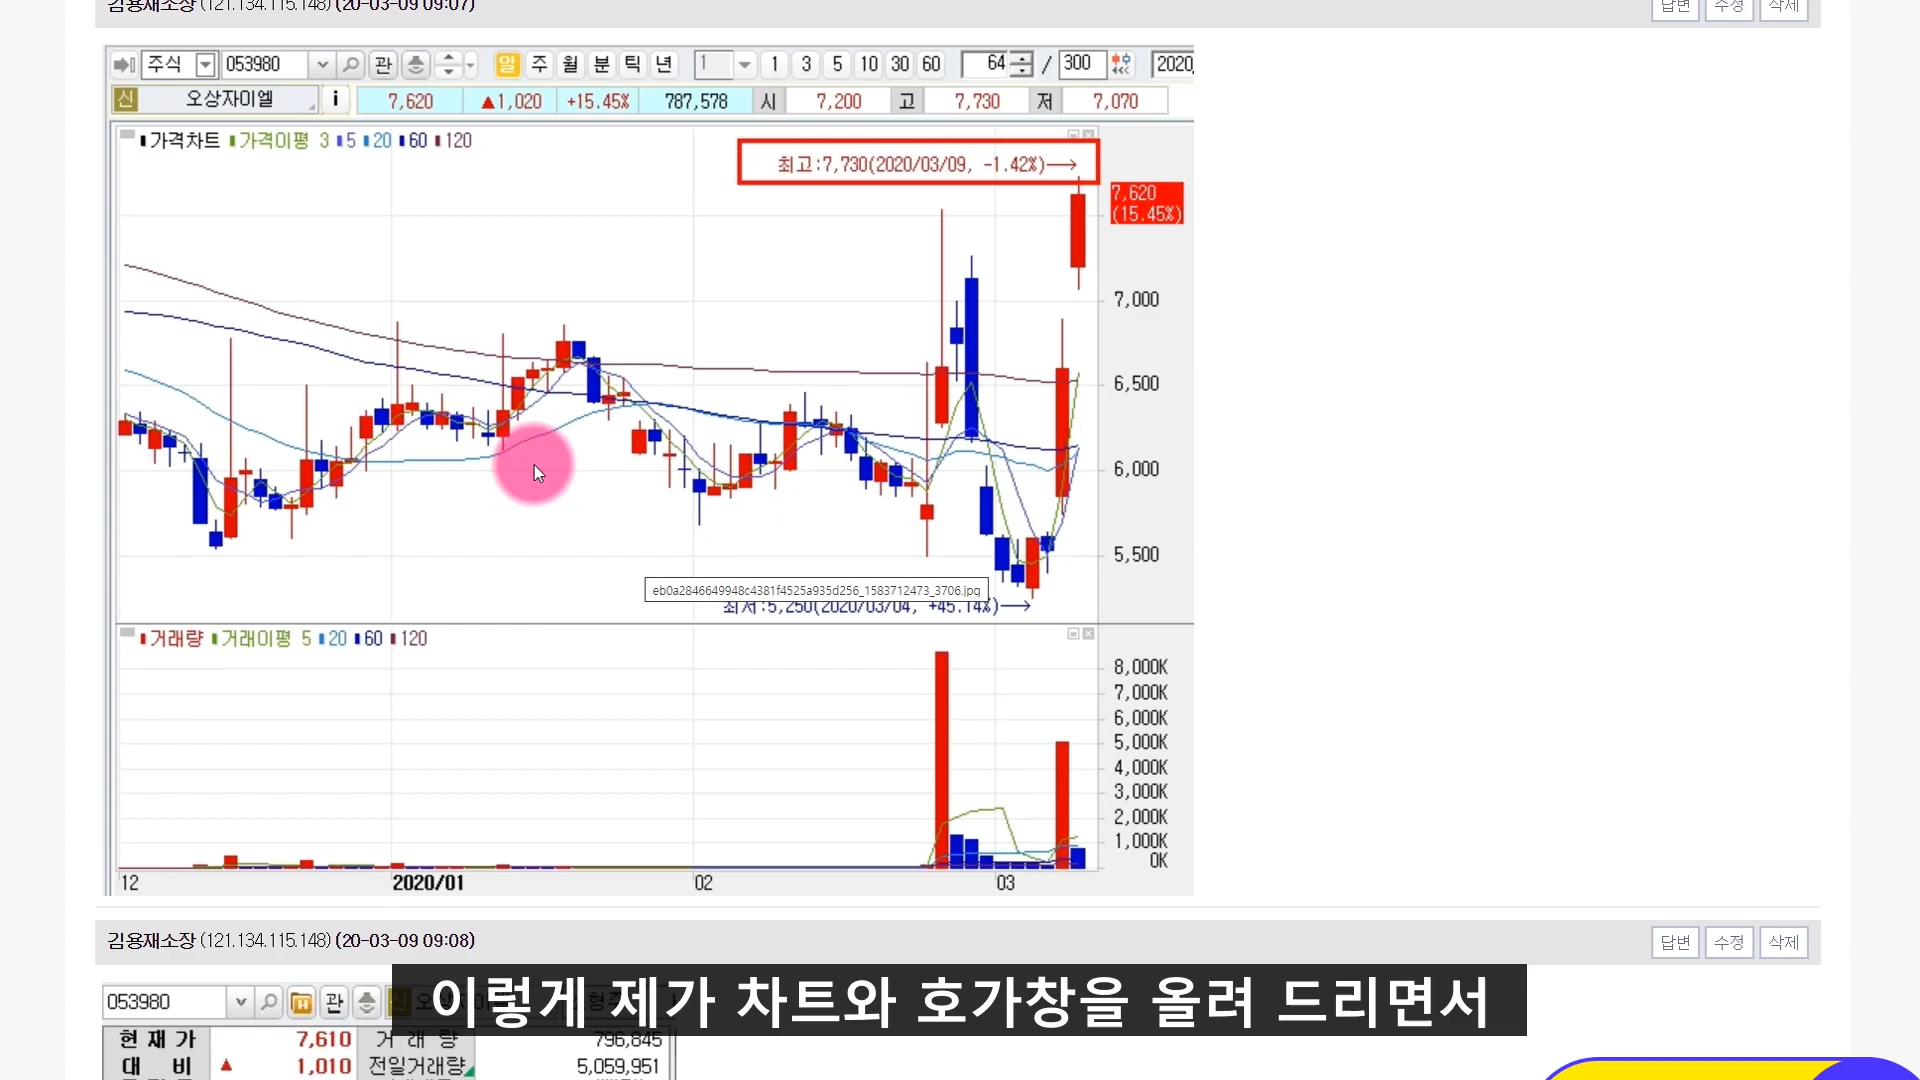 김용재소장 (121.134.115.148) (20-03-09 09:07)
답변 수정 삭제
주식 053980 관 일 주 월 분 틱 년 1 1 3 5 10 30 60 64 / 300 2020
신 오상자이엘 i 7,620 ▲1,020 +15.45% 787,578 시 7,200 고 7,730 저 7,070
가격차트 가격이평 3 5 20 60 120
최고:7,730(2020/03/09, -1.42%)→
7,620
(15.45%)
7,000
6,500
6,000
5,500
eb0a2846649948c4381f4525a935d256_1583712473_3706.jpg
최저:5,250(2020/03/04, +45.14%)→
거래량 거래이평 5 20 60 120
8,000K
7,000K
6,000K
5,000K
4,000K
3,000K
2,000K
1,000K
0K
12 2020/01 02 03
김용재소장 (121.134.115.148) (20-03-09 09:08)
답변 수정 삭제
053980 관 신
이렇게 제가 차트와 호가창을 올려 드리면서
현재가 7,610 거래량 796,845
대비 ▲ 1,010 전일거래량 5,059,951